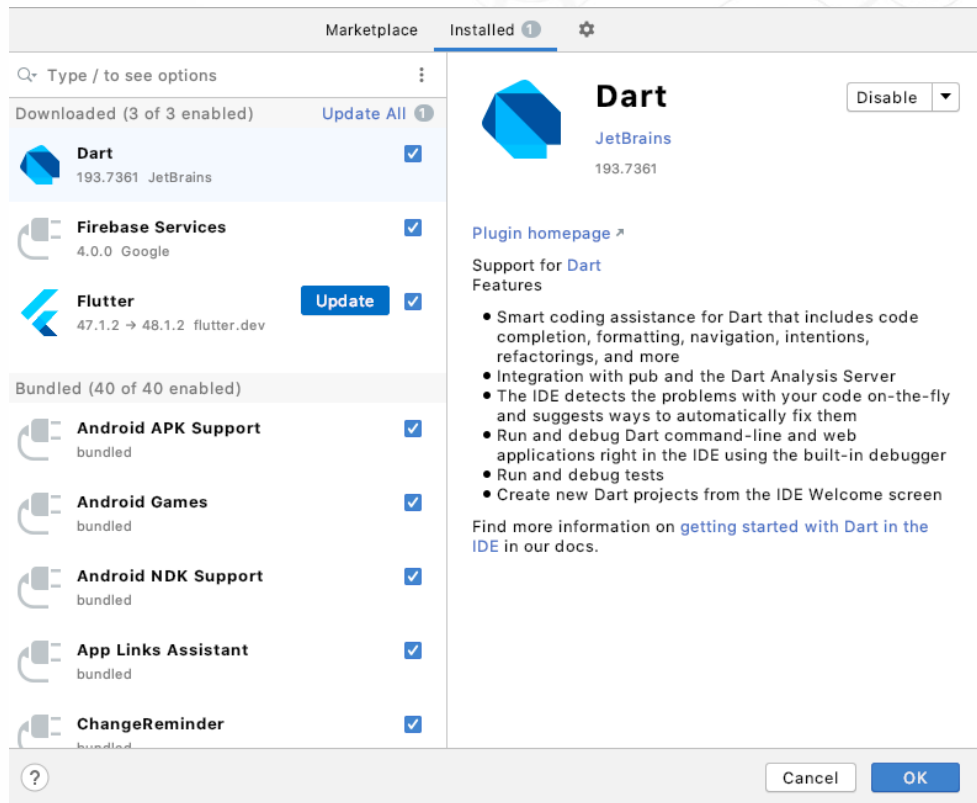 Marketplace Installed 1
Type / to see options
Downloaded (3 of 3 enabled) Update All 1
Dart
193.7361 JetBrains
Firebase Services
4.0.0 Google
Flutter Update
47.1.2 → 48.1.2 flutter.dev
Bundled (40 of 40 enabled)
Android APK Support
bundled
Android Games
bundled
Android NDK Support
bundled
App Links Assistant
bundled
ChangeReminder
bundled
Dart
Disable
JetBrains
193.7361
Plugin homepage ↗
Support for Dart
Features
• Smart coding assistance for Dart that includes code
completion, formatting, navigation, intentions,
refactorings, and more
• Integration with pub and the Dart Analysis Server
• The IDE detects the problems with your code on-the-fly
and suggests ways to automatically fix them
• Run and debug Dart command-line and web
applications right in the IDE using the built-in debugger
• Run and debug tests
• Create new Dart projects from the IDE Welcome screen
Find more information on getting started with Dart in the
IDE in our docs.
? Cancel OK